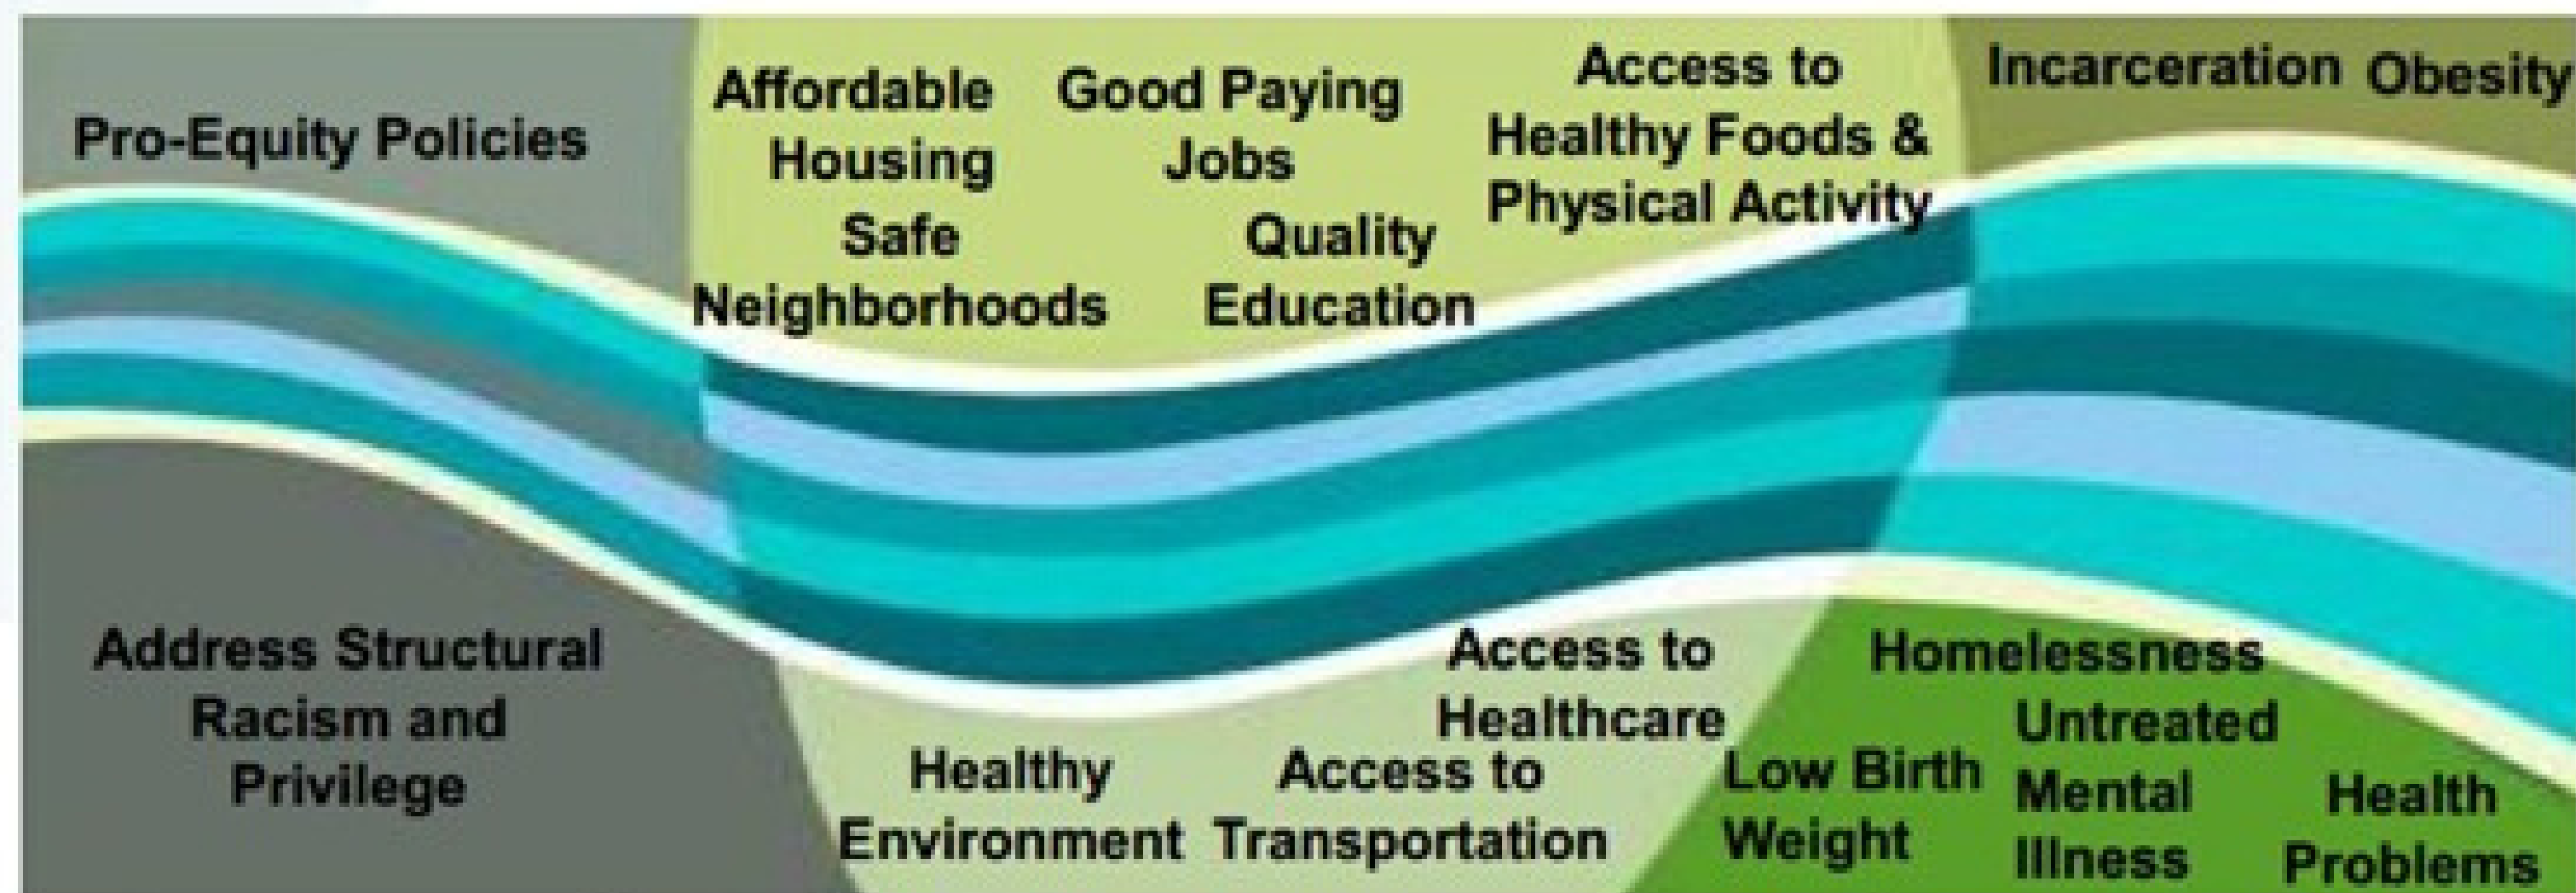 Pro-Equity Policies
Affordable
Housing
Good Paying
Jobs
Safe
Neighborhoods
Quality
Education
Access to
Healthy Foods &
Physical Activity
Incarceration
Obesity
Address Structural
Racism and
Privilege
Healthy
Environment
Access to
Transportation
Access to
Healthcare
Homelessness
Low Birth
Weight
Untreated
Mental
Illness
Health
Problems